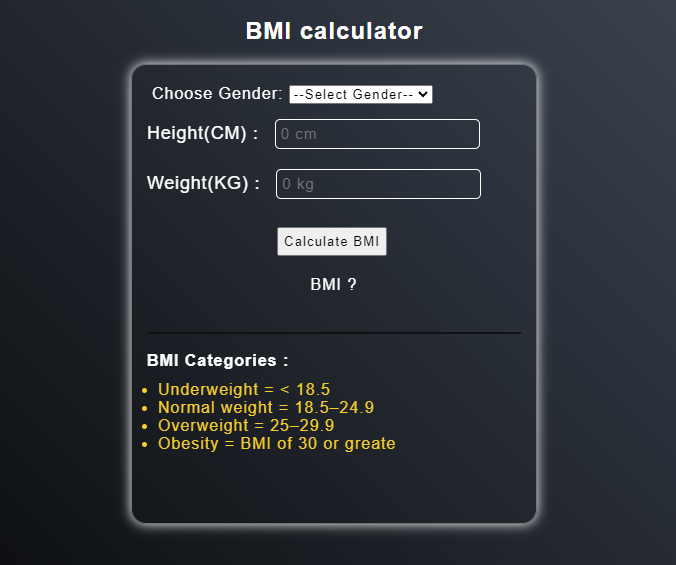 BMI calculator
Choose Gender: --Select Gender--
Height(CM) : 0 cm
Weight(KG) : 0 kg
Calculate BMI
BMI ?
BMI Categories :
Underweight = < 18.5
Normal weight = 18.5–24.9
Overweight = 25–29.9
Obesity = BMI of 30 or greate